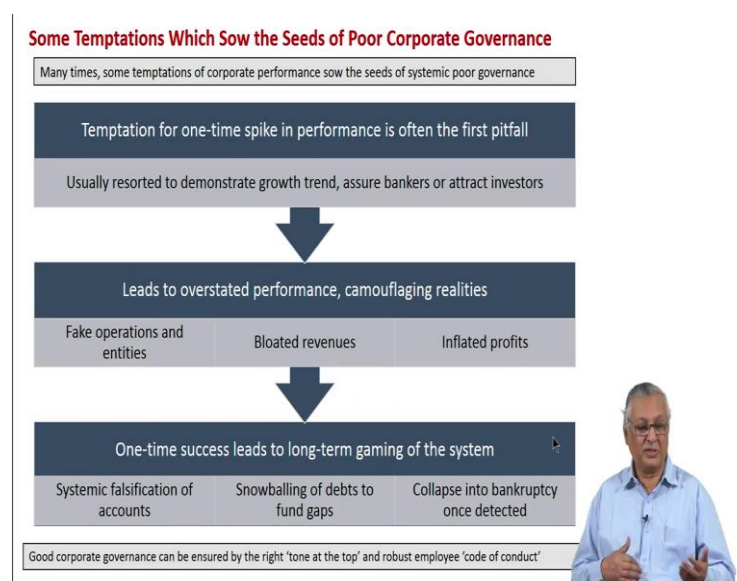 Some Temptations Which Sow the Seeds of Poor Corporate Governance
Many times, some temptations of corporate performance sow the seeds of systemic poor governance
Temptation for one-time spike in performance is often the first pitfall
Usually resorted to demonstrate growth trend, assure bankers or attract investors
Leads to overstated performance, camouflaging realities
Fake operations and
entities
Bloated revenues
Inflated profits
One-time success leads to long-term gaming of the system
Systemic falsification of
accounts
Snowballing of debts to
fund gaps
Collapse into bankruptcy
once detected
Good corporate governance can be ensured by the right ‘tone at the top’ and robust employee ‘code of conduct’